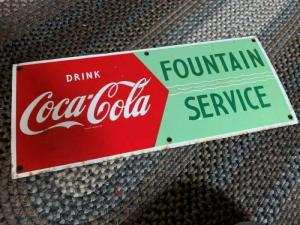 DRINK
Coca-Cola
FOUNTAIN
SERVICE